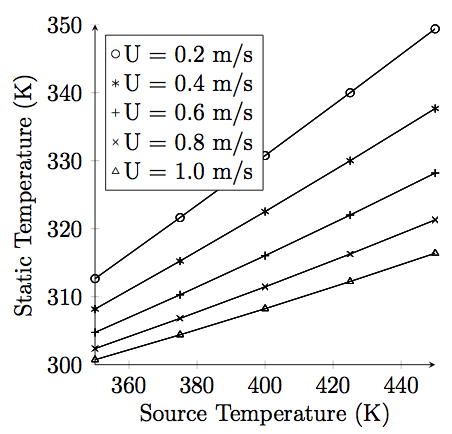 350
340
330
320
310
300
Static Temperature (K)
U = 0.2 m/s
U = 0.4 m/s
U = 0.6 m/s
U = 0.8 m/s
U = 1.0 m/s
360 380 400 420 440
Source Temperature (K)